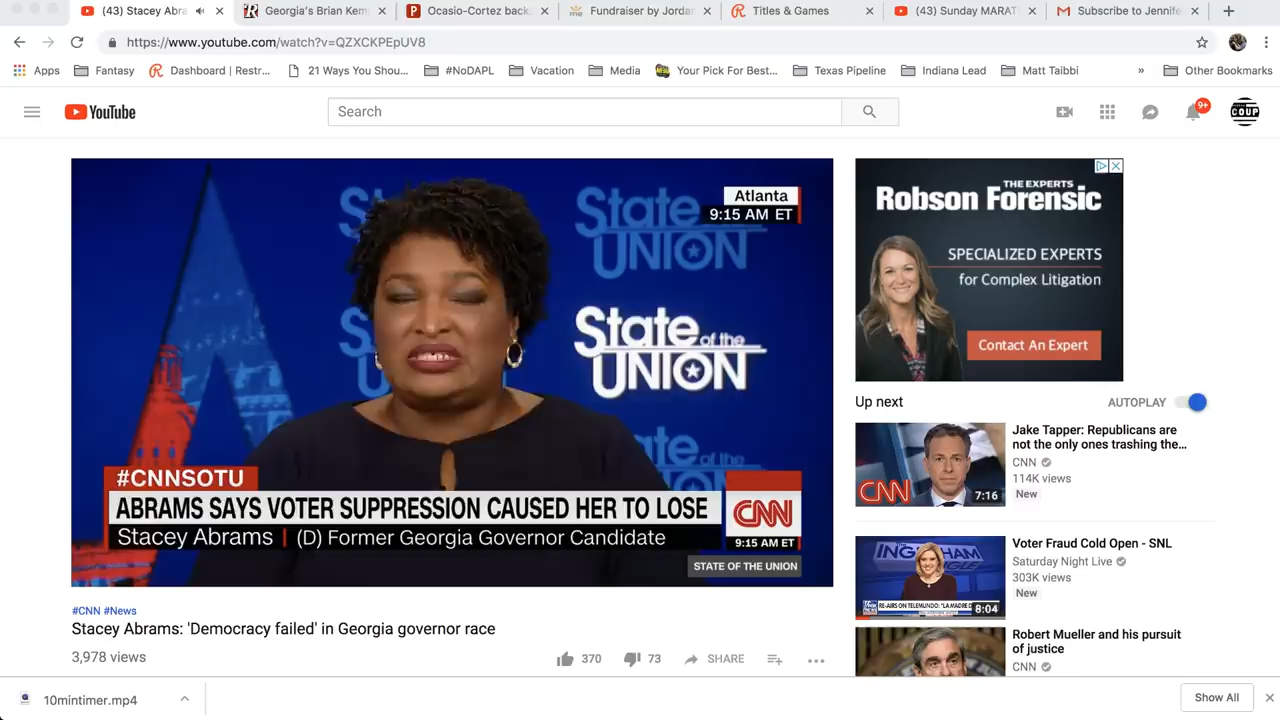 (43) Stacey Abra
Georgia's Brian Kem
Ocasio-Cortez back
Fundraiser by Jordan
Titles & Games
(43) Sunday MARAT
Subscribe to Jennife
https://www.youtube.com/watch?v=QZXCKPEpUV8
Apps
Fantasy
Dashboard | Restr...
21 Ways You Shou...
#NoDAPL
Vacation
Media
Your Pick For Best...
Texas Pipeline
Indiana Lead
Matt Taibbi
»
Other Bookmarks
YouTube
Search
9+
COUP
Atlanta
9:15 AM ET
State of the
UNION
#CNNSOTU
ABRAMS SAYS VOTER SUPPRESSION CAUSED HER TO LOSE
Stacey Abrams | (D) Former Georgia Governor Candidate
CNN
9:15 AM ET
STATE OF THE UNION
THE EXPERTS
Robson Forensic
SPECIALIZED EXPERTS
for Complex Litigation
Contact An Expert
Up next
AUTOPLAY
CNN
7:16
Jake Tapper: Republicans are
not the only ones trashing the...
CNN
114K views
New
8:04
Voter Fraud Cold Open - SNL
Saturday Night Live
303K views
New
Robert Mueller and his pursuit
of justice
CNN
#CNN #News
Stacey Abrams: 'Democracy failed' in Georgia governor race
3,978 views
370
73
SHARE
10mintimer.mp4
Show All